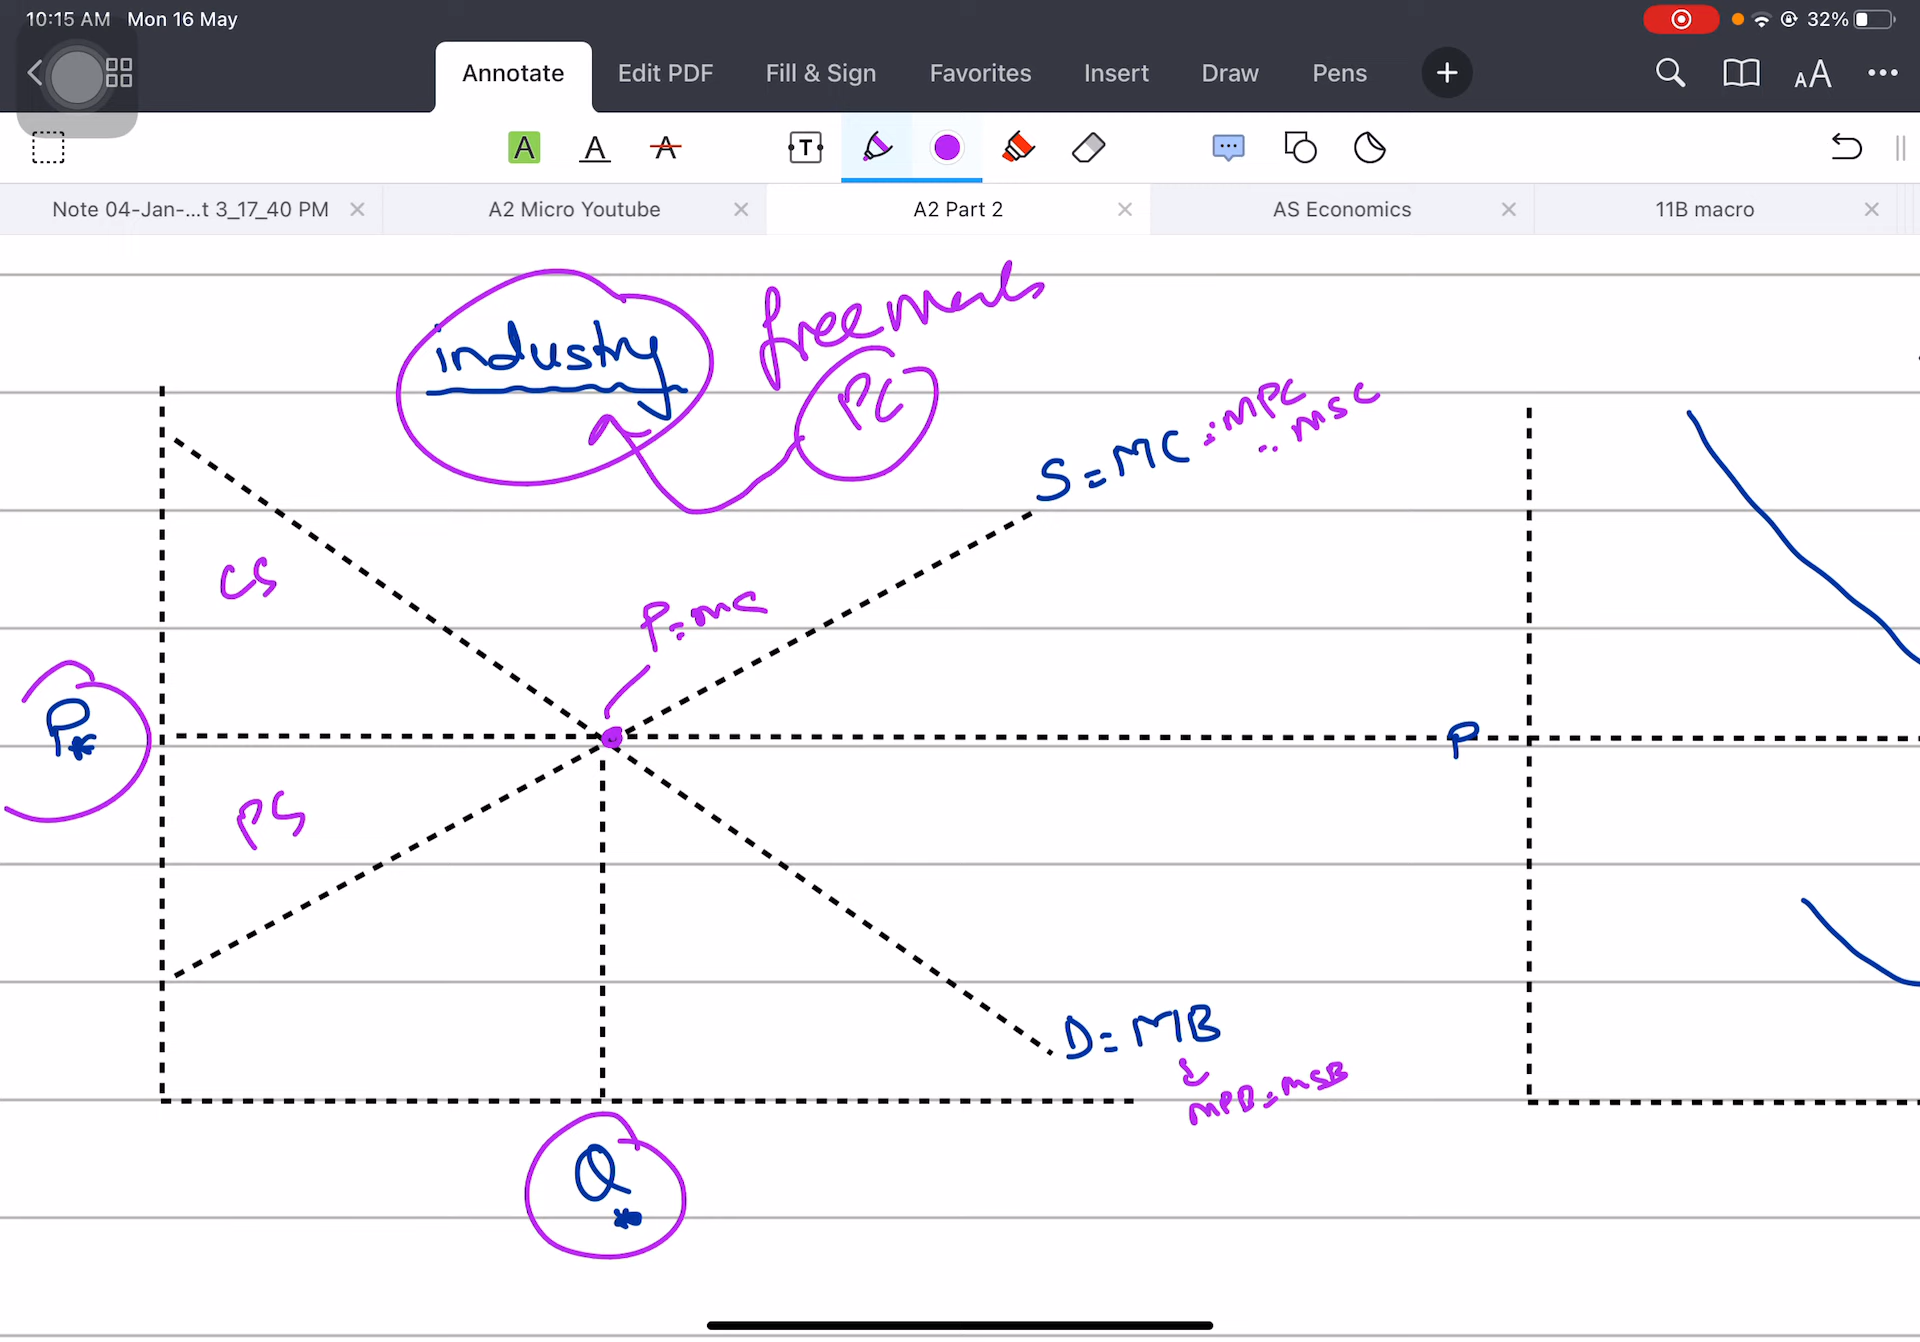 10:15 AM Mon 16 May
32%
Annotate Edit PDF Fill & Sign Favorites Insert Draw Pens
A A A T AA
Note 04-Jan-...t 3_17_40 PM A2 Micro Youtube A2 Part 2 AS Economics 11B macro
industry
free
PC
S = MC = MPC
= MSC
CS
P = MC
P*
P
PS
D = MB
MPB = MSB
Q*